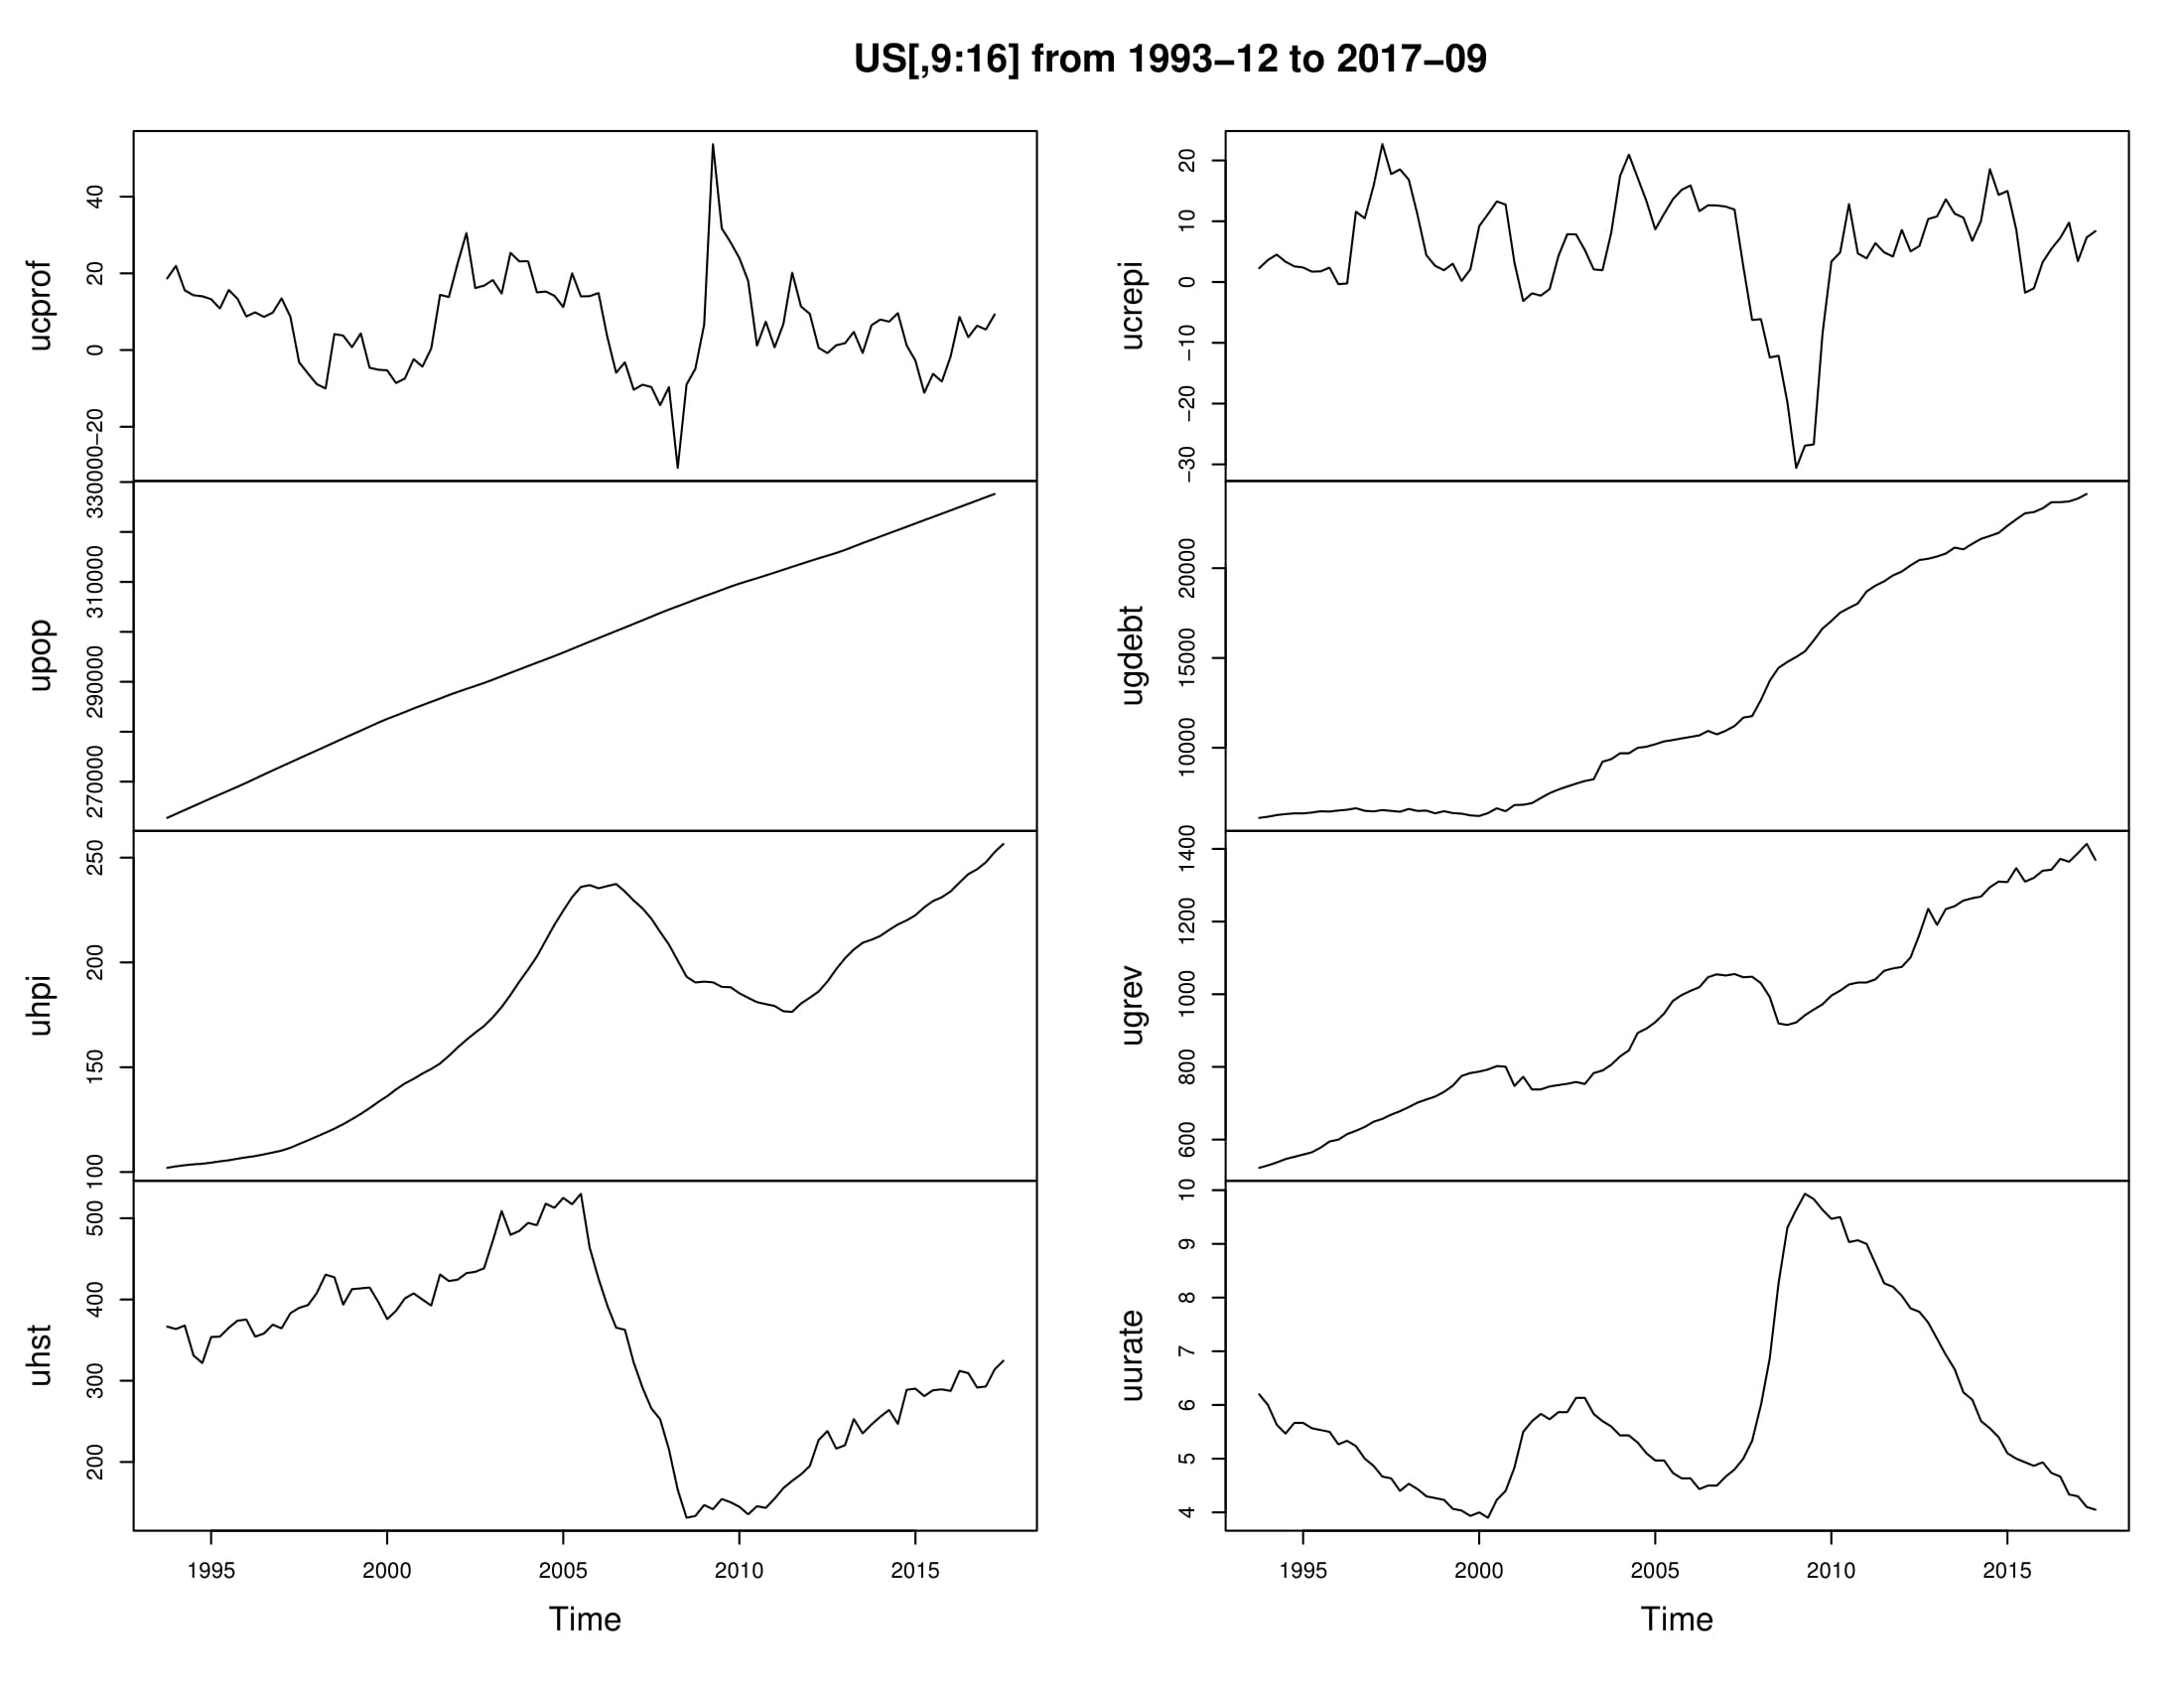 US[,9:16] from 1993−12 to 2017−09
ucprof
−20 0 20 40
upop
270000 290000 310000 330000
uhpi
100 150 200 250
uhst
200 300 400 500
1995 2000 2005 2010 2015
Time
ucrepi
−30 −20 −10 0 10 20
ugdebt
10000 15000 20000
ugrev
600 800 1000 1200 1400
uurate
4 5 6 7 8 9 10
1995 2000 2005 2010 2015
Time